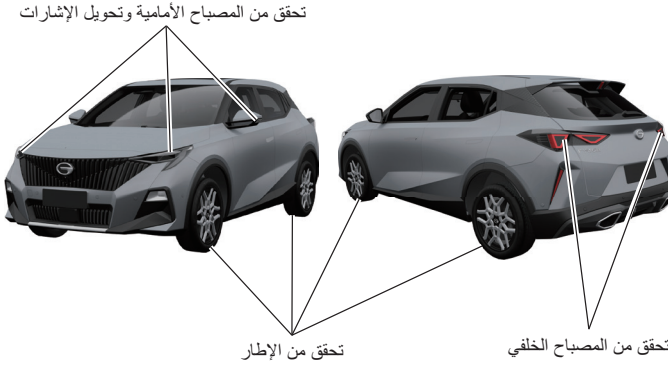 تحقق من المصباح الأمامية وتحويل الإشارات
تحقق من الإطار
تحقق من المصباح الخلفي